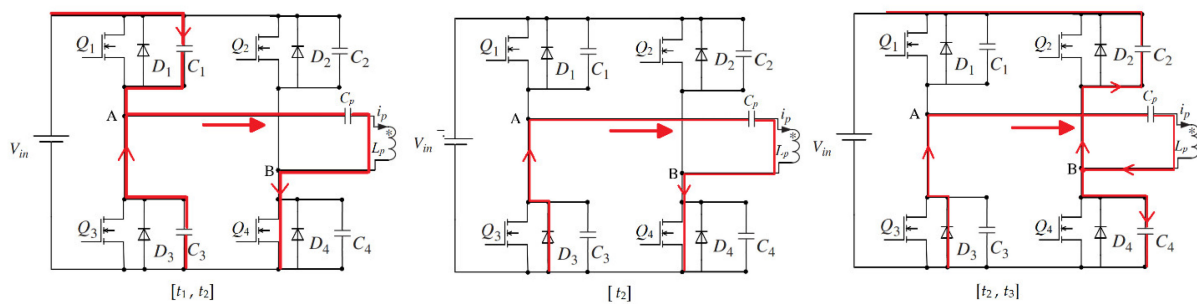 Q1
D1
C1
Q2
D2
C2
A
Cp
ip
*
Lp
B
Vin
Q3
D3
C3
Q4
D4
C4
[t1, t2]
Q1
D1
C1
Q2
D2
C2
A
Cp
ip
*
Lp
B
Vin
Q3
D3
C3
Q4
D4
C4
[t2]
Q1
D1
C1
Q2
D2
C2
A
Cp
ip
*
Lp
B
Vin
Q3
D3
C3
Q4
D4
C4
[t2, t3]